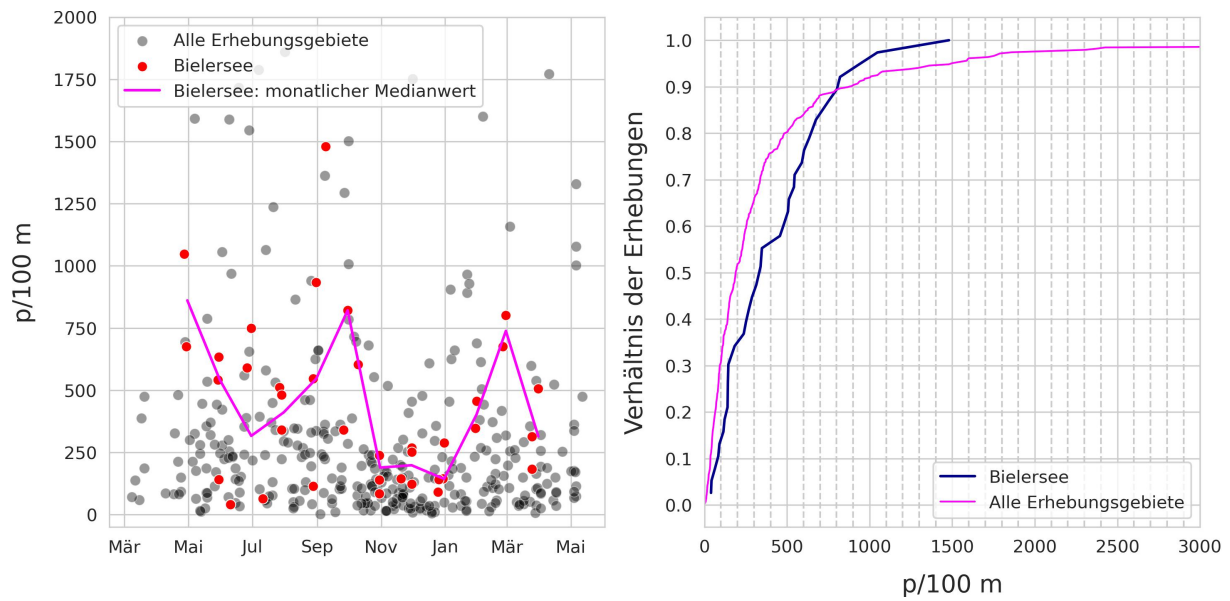 2000
1750
1500
1250
1000
750
500
250
0
p/100 m
Alle Erhebungsgebiete
Bielersee
Bielersee: monatlicher Medianwert
Mär Mai Jul Sep Nov Jan Mär Mai
1.0
0.9
0.8
0.7
0.6
0.5
0.4
0.3
0.2
0.1
0.0
Verhältnis der Erhebungen
Bielersee
Alle Erhebungsgebiete
0 500 1000 1500 2000 2500 3000
p/100 m